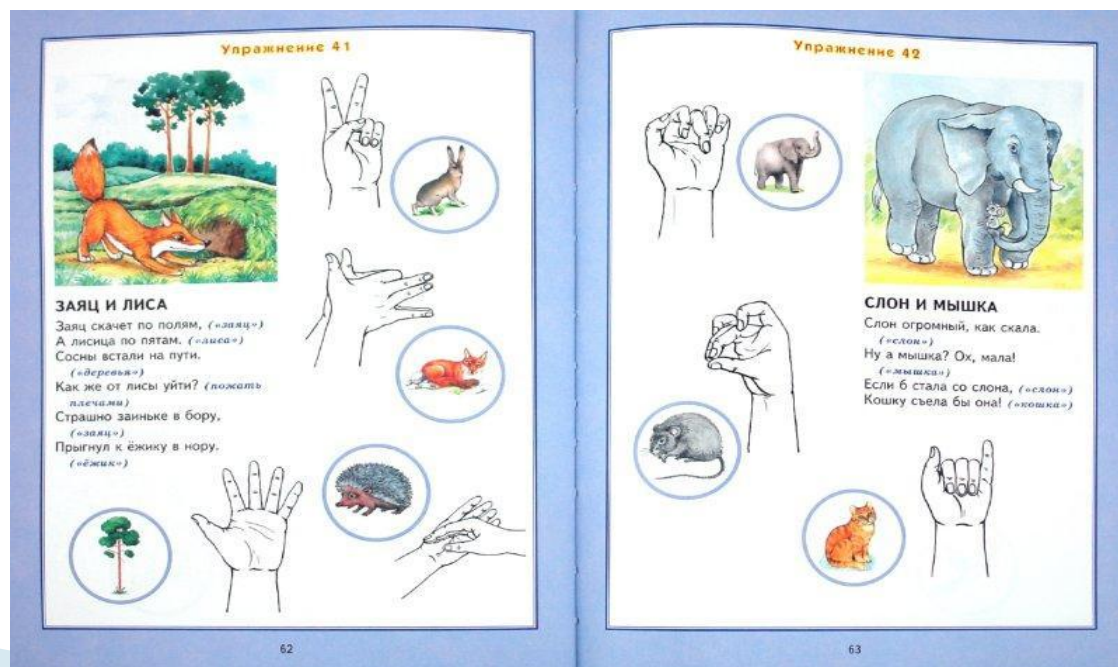 Упражнение 41
ЗАЯЦ И ЛИСА
Заяц скачет по полям, («заяц»)
А лисица по пятам. («лиса»)
Сосны встали на пути.
(«деревья»)
Как же от лисы уйти? (пожать
плечами)
Страшно заиньке в бору,
(«заяц»)
Прыгнул к ёжику в нору.
(«ёжик»)
62
Упражнение 42
СЛОН И МЫШКА
Слон огромный, как скала.
(«слон»)
Ну а мышка? Ох, мала!
(«мышка»)
Если б стала со слона, («слон»)
Кошку съела бы она! («кошка»)
63